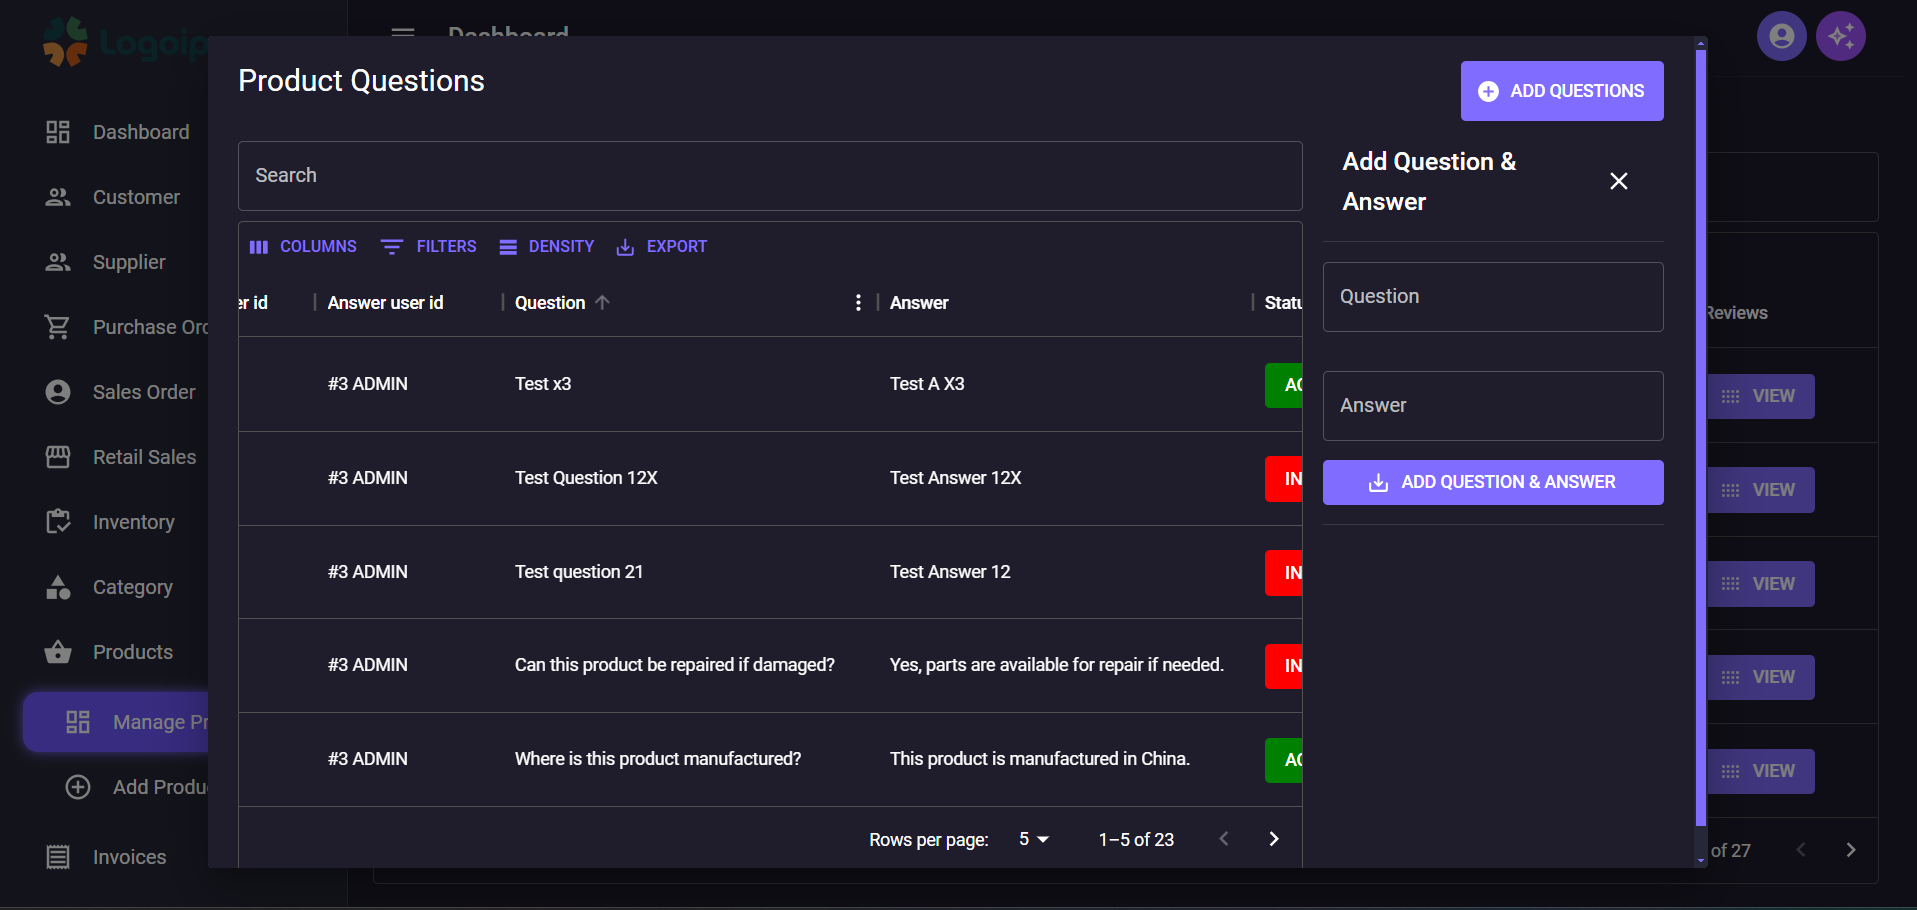 Logoip
Dashboard
Product Questions
ADD QUESTIONS
Dashboard
Customer
Supplier
Purchase Ord
Sales Order
Retail Sales
Inventory
Category
Products
Manage Pr
Add Produc
Invoices
Search
COLUMNS FILTERS DENSITY EXPORT
er id Answer user id Question Answer Statu
#3 ADMIN Test x3 Test A X3 AC
#3 ADMIN Test Question 12X Test Answer 12X IN
#3 ADMIN Test question 21 Test Answer 12 IN
#3 ADMIN Can this product be repaired if damaged? Yes, parts are available for repair if needed. IN
#3 ADMIN Where is this product manufactured? This product is manufactured in China. AC
Rows per page: 5 1–5 of 23
Add Question &
Answer
Question
Answer
ADD QUESTION & ANSWER
Reviews
VIEW
VIEW
VIEW
VIEW
VIEW
of 27